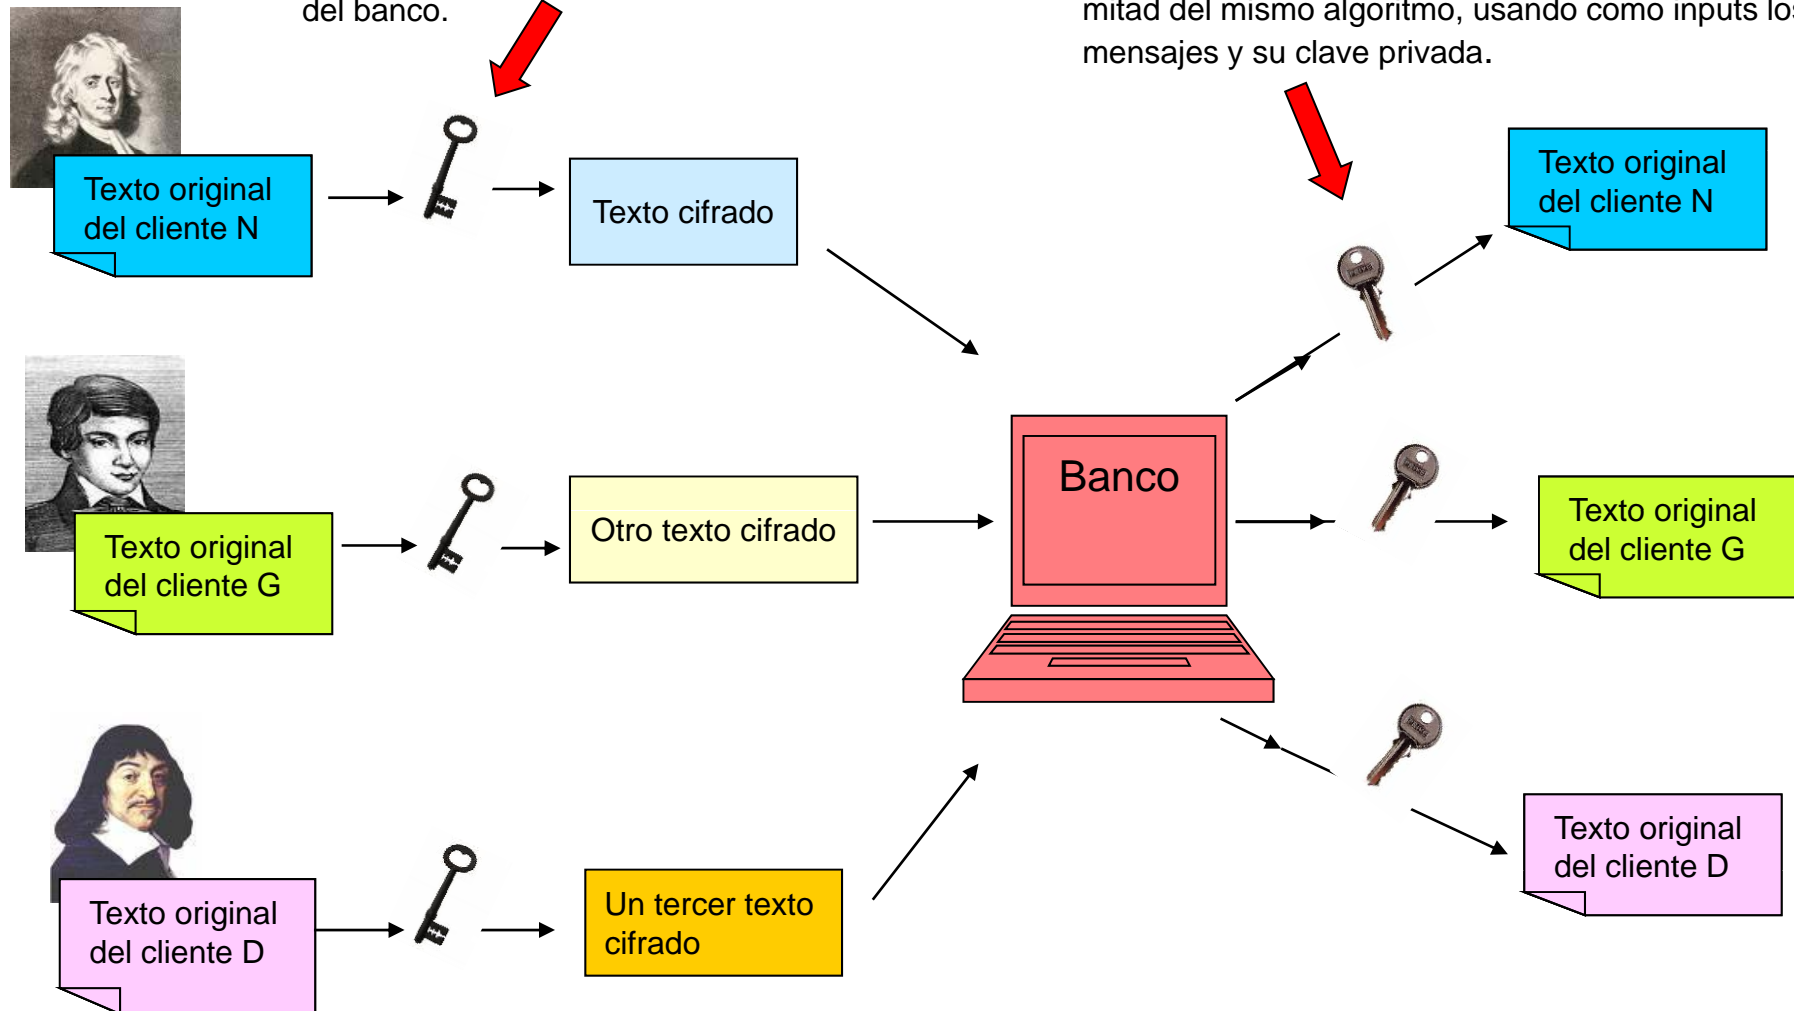 del banco.
mitad del mismo algoritmo, usando como inputs los
mensajes y su clave privada.
Texto original
del cliente N
Texto cifrado
Texto original
del cliente N
Texto original
del cliente G
Otro texto cifrado
Banco
Texto original
del cliente G
Texto original
del cliente D
Un tercer texto
cifrado
Texto original
del cliente D